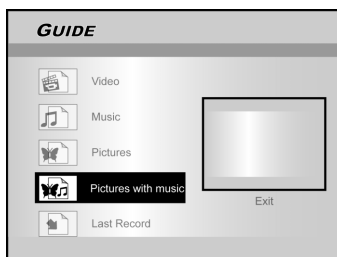 GUIDE
Video
Music
Pictures
Pictures with music
Exit
Last Record